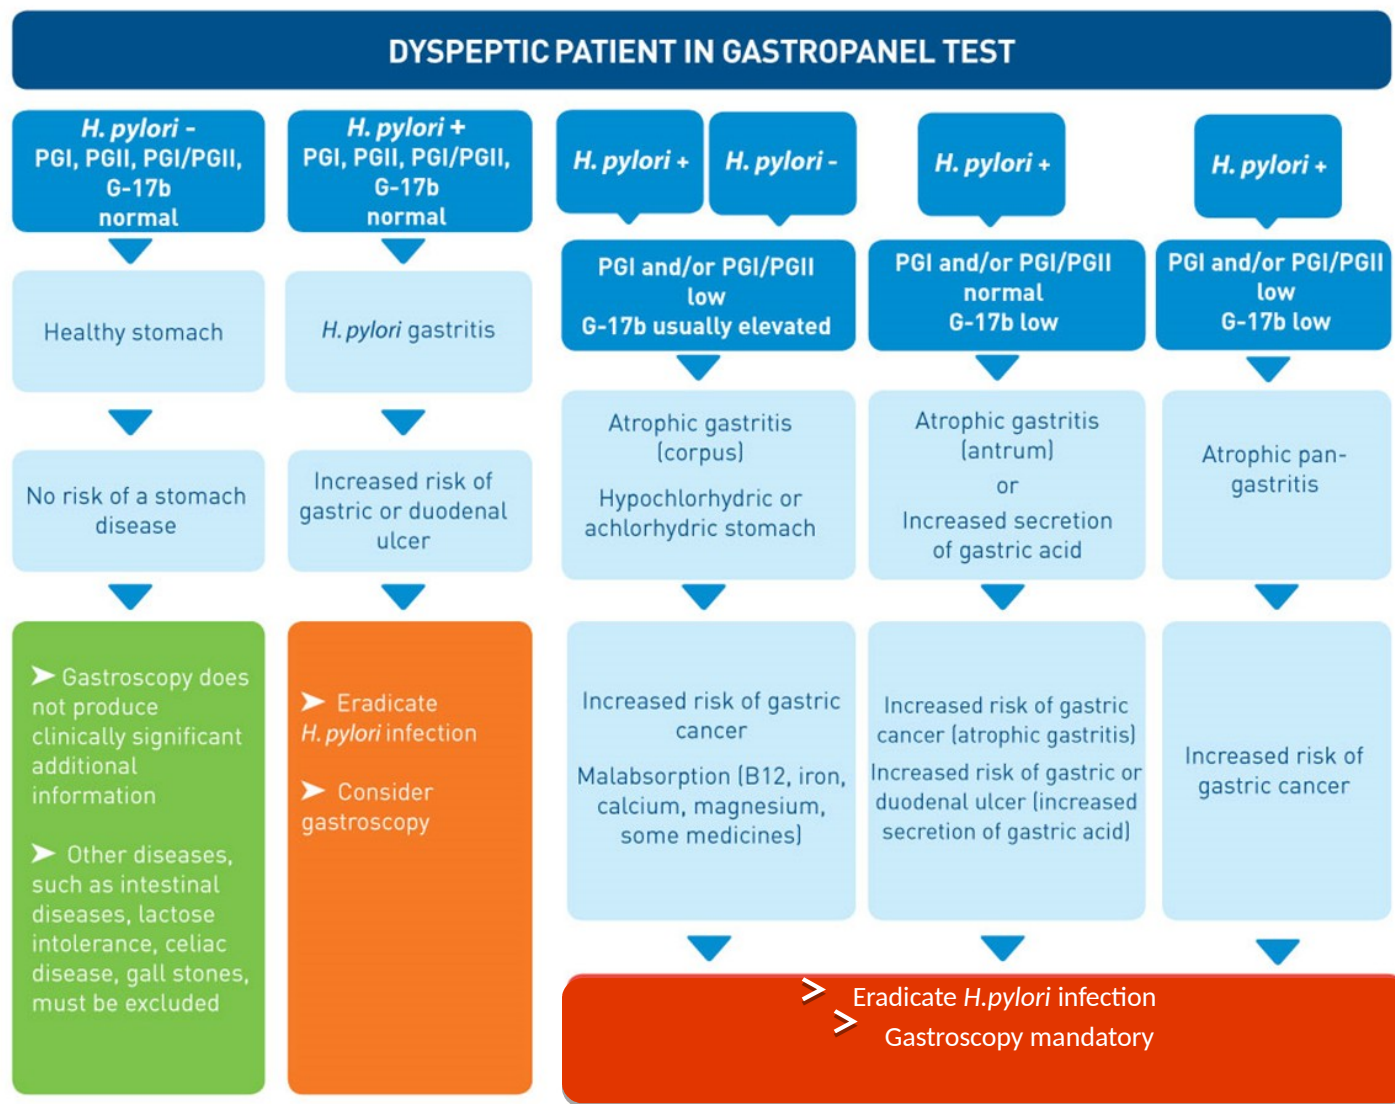 DYSPEPTIC PATIENT IN GASTROPANEL TEST
H. pylori -
PGI, PGII, PGI/PGII,
G-17b
normal
Healthy stomach
No risk of a stomach
disease
➤ Gastroscopy does
not produce
clinically significant
additional
information
➤ Other diseases,
such as intestinal
diseases, lactose
intolerance, celiac
disease, gall stones,
must be excluded
H. pylori +
PGI, PGII, PGI/PGII,
G-17b
normal
H. pylori gastritis
Increased risk of
gastric or duodenal
ulcer
➤ Eradicate
H. pylori infection
➤ Consider
gastroscopy
H. pylori +
H. pylori -
PGI and/or PGI/PGII
low
G-17b usually elevated
Atrophic gastritis
(corpus)
Hypochlorhydric or
achlorhydric stomach
Increased risk of gastric
cancer
Malabsorption (B12, iron,
calcium, magnesium,
some medicines)
H. pylori +
PGI and/or PGI/PGII
normal
G-17b low
Atrophic gastritis
(antrum)
or
Increased secretion
of gastric acid
Increased risk of gastric
cancer (atrophic gastritis)
Increased risk of gastric or
duodenal ulcer (increased
secretion of gastric acid)
H. pylori +
PGI and/or PGI/PGII
low
G-17b low
Atrophic pan-
gastritis
Increased risk of
gastric cancer
> Eradicate H.pylori infection
> Gastroscopy mandatory